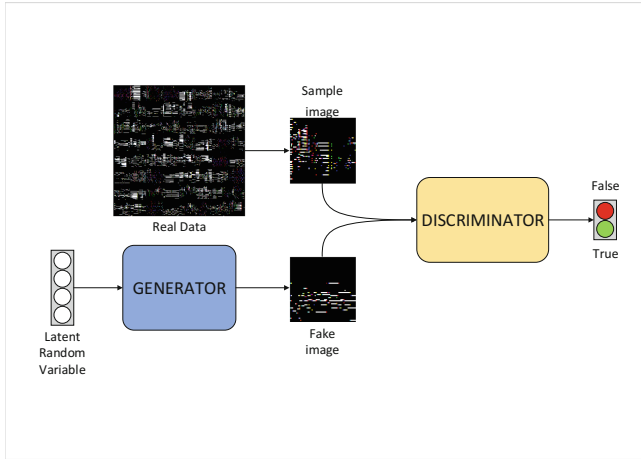 Sample
image
Real Data
GENERATOR
Latent
Random
Variable
Fake
image
DISCRIMINATOR
False
True